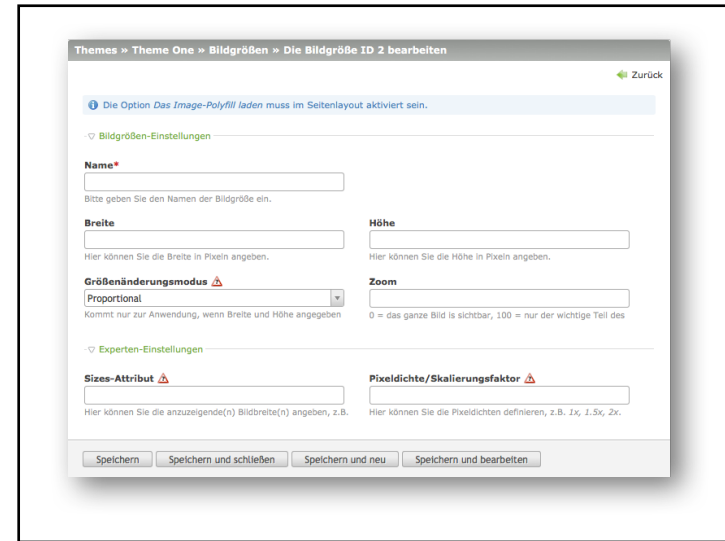 Themes » Theme One » Bildgrößen » Die Bildgröße ID 2 bearbeiten
Zurück
Die Option Das Image-Polyfill laden muss im Seitenlayout aktiviert sein.
Bildgrößen-Einstellungen
Name*
Bitte geben Sie den Namen der Bildgröße ein.
Breite Höhe
Hier können Sie die Breite in Pixeln angeben. Hier können Sie die Höhe in Pixeln angeben.
Größenänderungsmodus Zoom
Proportional
Kommt nur zur Anwendung, wenn Breite und Höhe angegeben 0 = das ganze Bild is sichtbar, 100 = nur der wichtige Teil des
Experten-Einstellungen
Sizes-Attribut Pixeldichte/Skalierungsfaktor
Hier können Sie die anzuzeigende(n) Bildbreite(n) angeben, z.B. Hier können Sie die Pixeldichten definieren, z.B. 1x, 1.5x, 2x.
Speichern Speichern und schließen Speichern und neu Speichern und bearbeiten